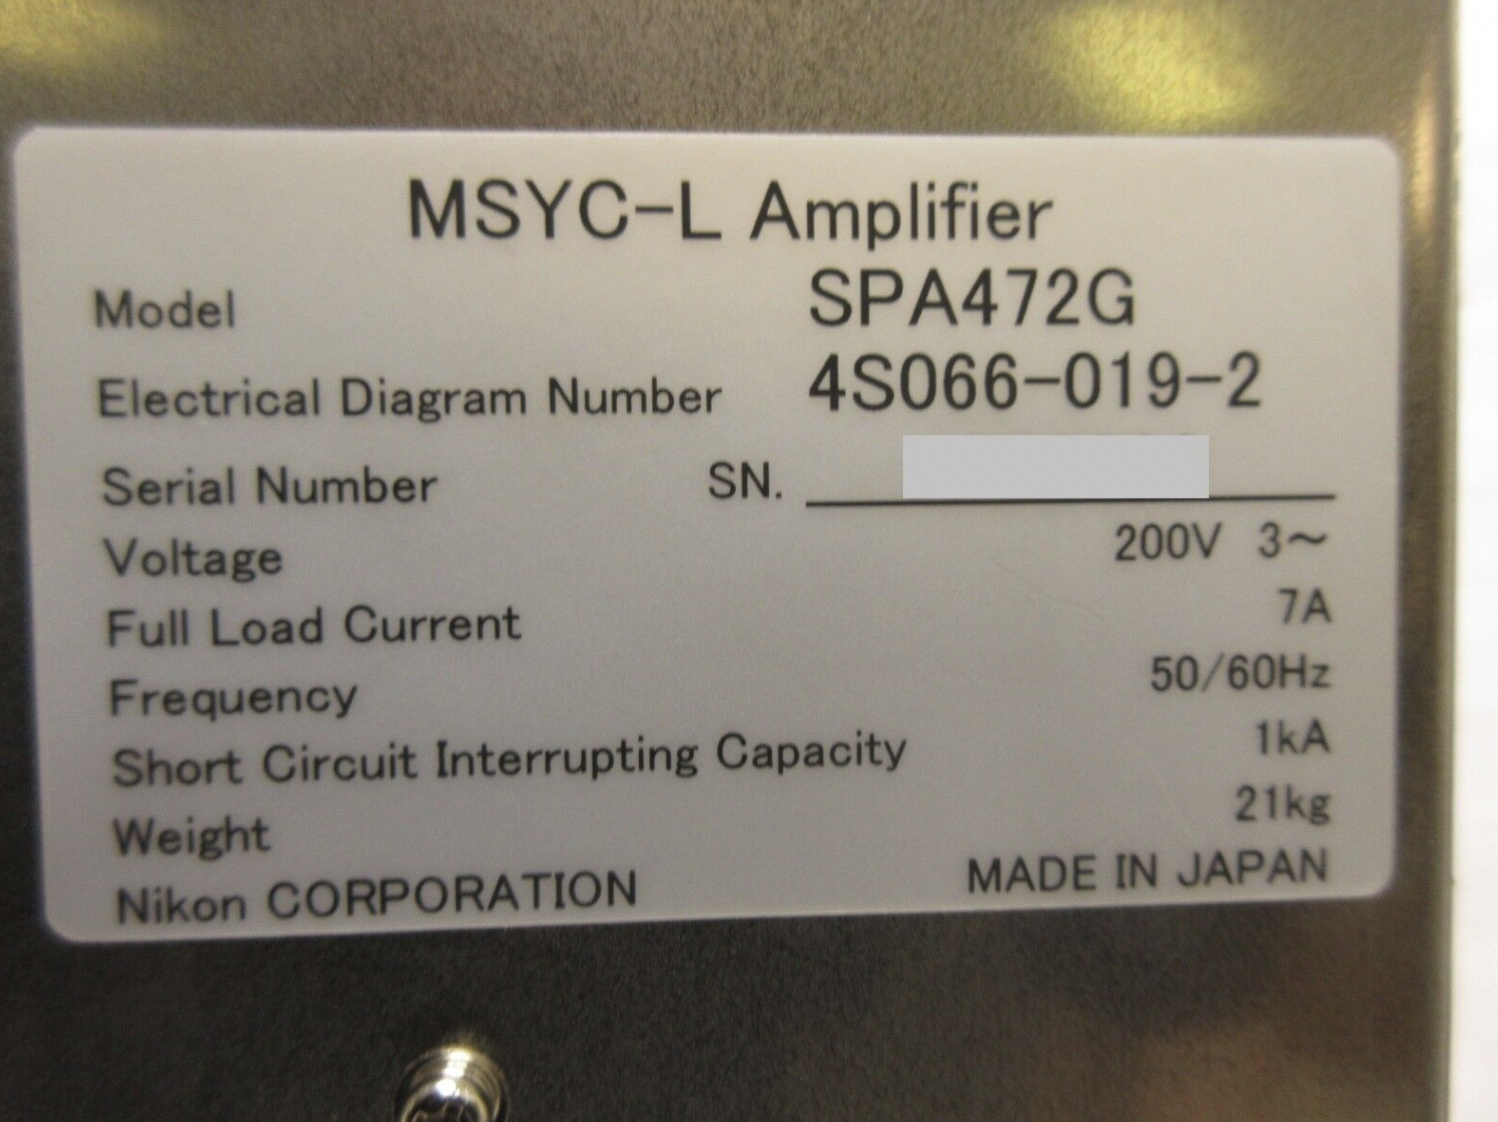 MSYC-L Amplifier
Model SPA472G
Electrical Diagram Number 4S066-019-2
Serial Number SN.
Voltage 200V 3~
Full Load Current 7A
Frequency 50/60Hz
Short Circuit Interrupting Capacity 1kA
Weight 21kg
Nikon CORPORATION MADE IN JAPAN